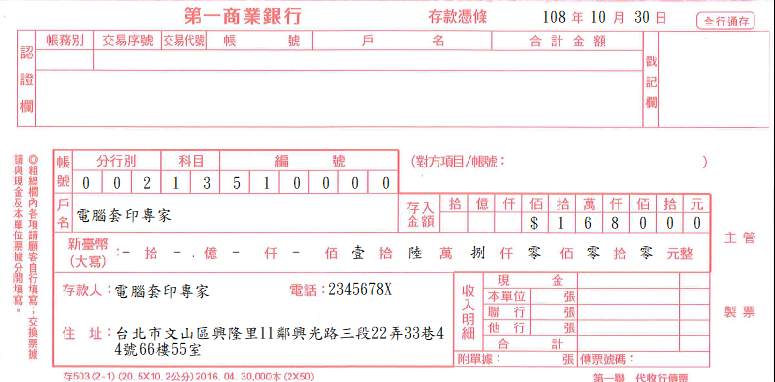 第一商業銀行 存款憑條 108 年 10 月 30 日 全行通存
認證欄 帳務別 交易序號 交易代號 帳號 戶名 合計金額 戳記欄
◎粗線欄內各項請顧客自行填寫；交換票據
請與現金及本單位票據分開填寫。
帳號 分行別 科目 編號 (對方項目/帳號： )
0 0 2 1 3 5 1 0 0 0 0
戶名 電腦套印專家 存入金額 拾 億 仟 佰 拾 萬 仟 佰 拾 元
$ 1 6 8 0 0 0
新臺幣(大寫)：- 拾 - 億 - 仟 - 佰 壹 拾 陸 萬 捌 仟 零 佰 零 拾 零 元整
主管
存款人：電腦套印專家 電話：2345678X
住址：台北市文山區興隆里11鄰興光路三段22弄33巷4
4號66樓55室
收入明細 現金
本單位 張
聯行 張
他行 張
合計
附單據： 張 傳票號碼：
製票
存503 (2-1) (20.5X10.2公分) 2016. 04. 30,000本 (2X50) 第一聯 代收行傳票